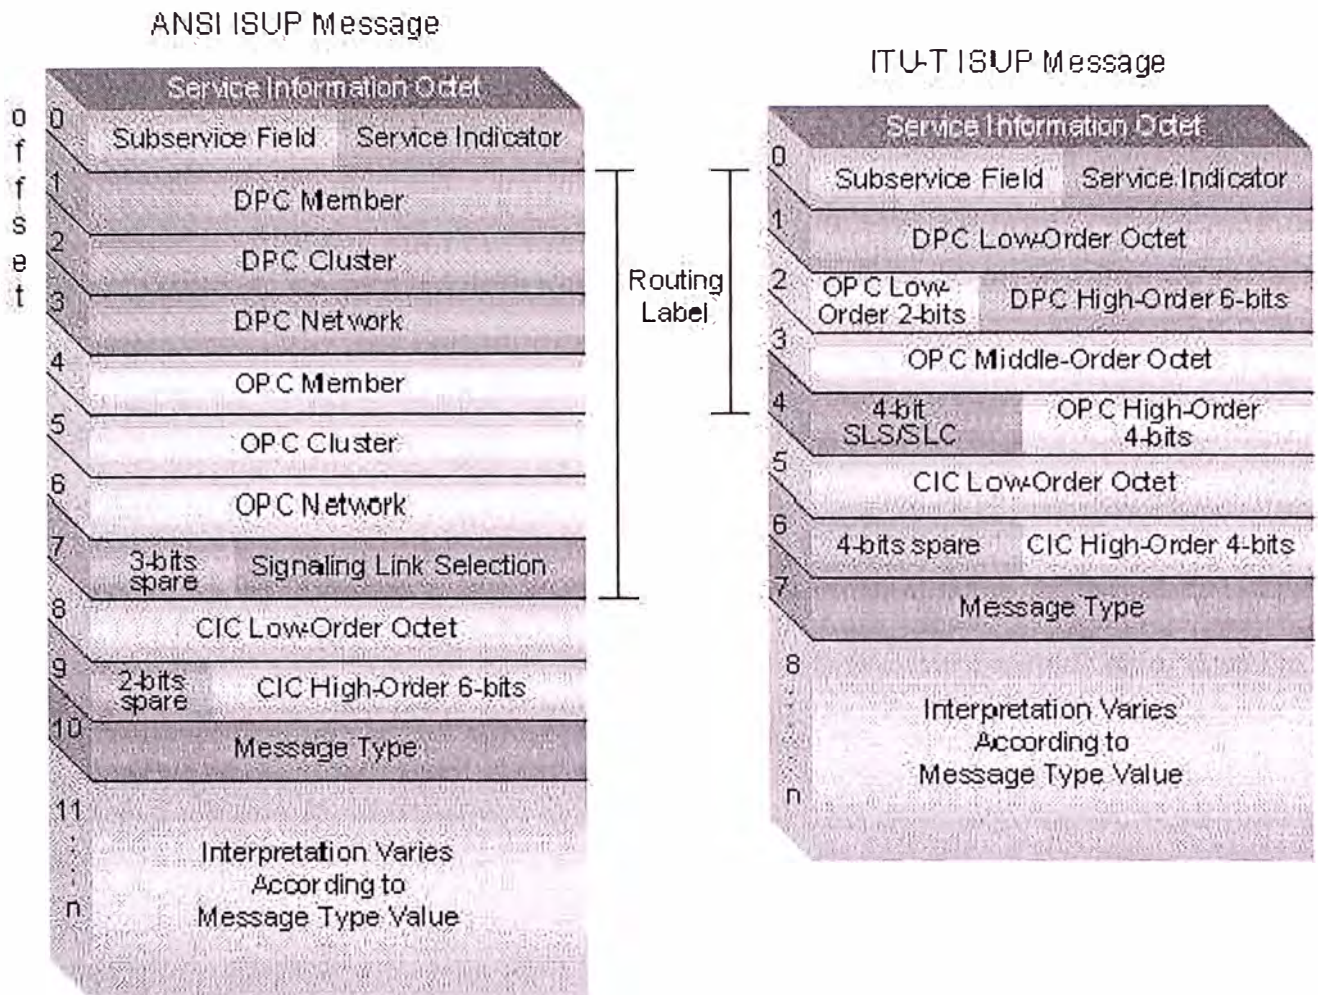 ANSI ISUP Message
offset
Service Information Octet
0
Subservice Field
Service Indicator
1
DPC Member
2
DPC Cluster
3
DPC Network
4
OPC Member
5
OPC Cluster
6
OPC Network
7
3-bits
spare
Signaling Link Selection
8
CIC Low-Order Octet
9
2-bits
spare
CIC High-Order 6-bits
10
Message Type
11
n
Interpretation Varies
According to
Message Type Value
Routing
Label
ITU-T ISUP Message
Service Information Octet
0
Subservice Field
Service Indicator
1
DPC Low-Order Octet
2
OPC Low-
Order 2-bits
DPC High-Order 6-bits
3
OPC Middle-Order Octet
4
4-bit
SLS/SLC
OPC High-Order
4-bits
5
CIC Low-Order Octet
6
4-bits spare
CIC High-Order 4-bits
7
Message Type
8
n
Interpretation Varies
According to
Message Type Value